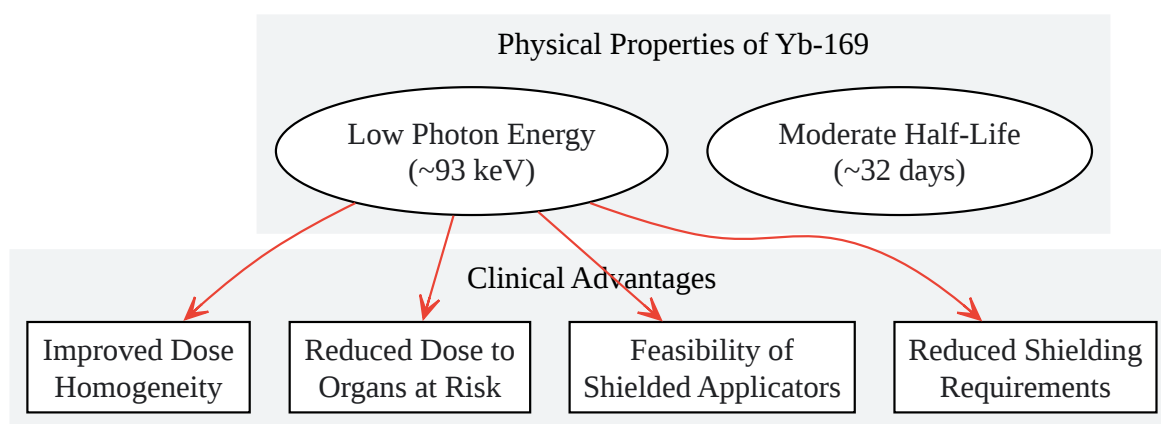 Physical Properties of Yb-169
Low Photon Energy
(~93 keV)
Moderate Half-Life
(~32 days)
Clinical Advantages
Improved Dose
Homogeneity
Reduced Dose to
Organs at Risk
Feasibility of
Shielded Applicators
Reduced Shielding
Requirements